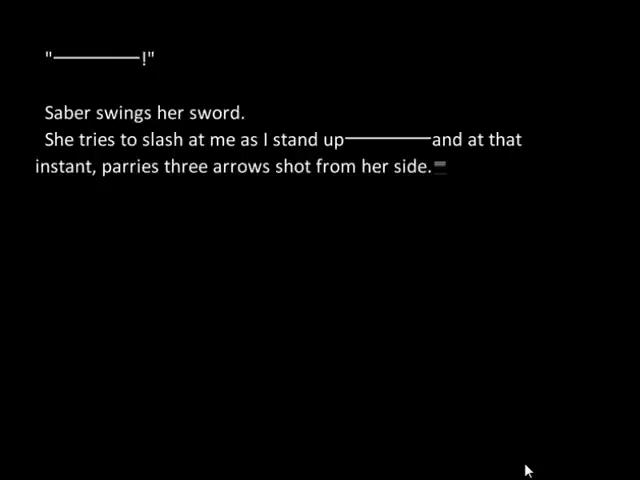 "————!"
Saber swings her sword.
She tries to slash at me as I stand up————and at that
instant, parries three arrows shot from her side.